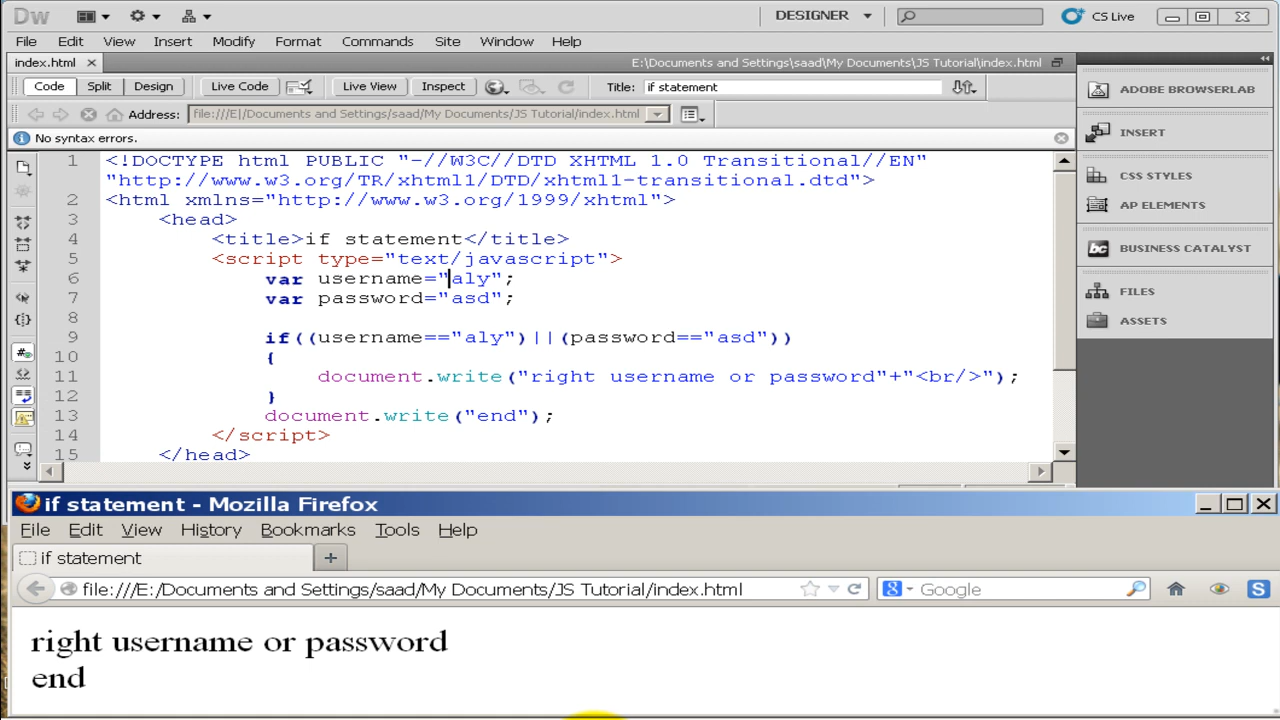 Dw DESIGNER CS Live
File Edit View Insert Modify Format Commands Site Window Help
index.html E:\Documents and Settings\saad\My Documents\JS Tutorial\index.html
Code Split Design Live Code Live View Inspect Title: if statement
Address: file:///E|/Documents and Settings/saad/My Documents/JS Tutorial/index.html
No syntax errors.
1 <!DOCTYPE html PUBLIC "-//W3C//DTD XHTML 1.0 Transitional//EN"
"http://www.w3.org/TR/xhtml1/DTD/xhtml1-transitional.dtd">
2 <html xmlns="http://www.w3.org/1999/xhtml">
3 <head>
4 <title>if statement</title>
5 <script type="text/javascript">
6 var username="aly";
7 var password="asd";
8
9 if((username=="aly")||(password=="asd"))
10 {
11 document.write("right username or password"+"<br/>");
12 }
13 document.write("end");
14 </script>
15 </head>
ADOBE BROWSERLAB
INSERT
CSS STYLES
AP ELEMENTS
bc BUSINESS CATALYST
FILES
ASSETS
if statement - Mozilla Firefox
File Edit View History Bookmarks Tools Help
if statement +
file:///E:/Documents and Settings/saad/My Documents/JS Tutorial/index.html 8 Google S
right username or password
end